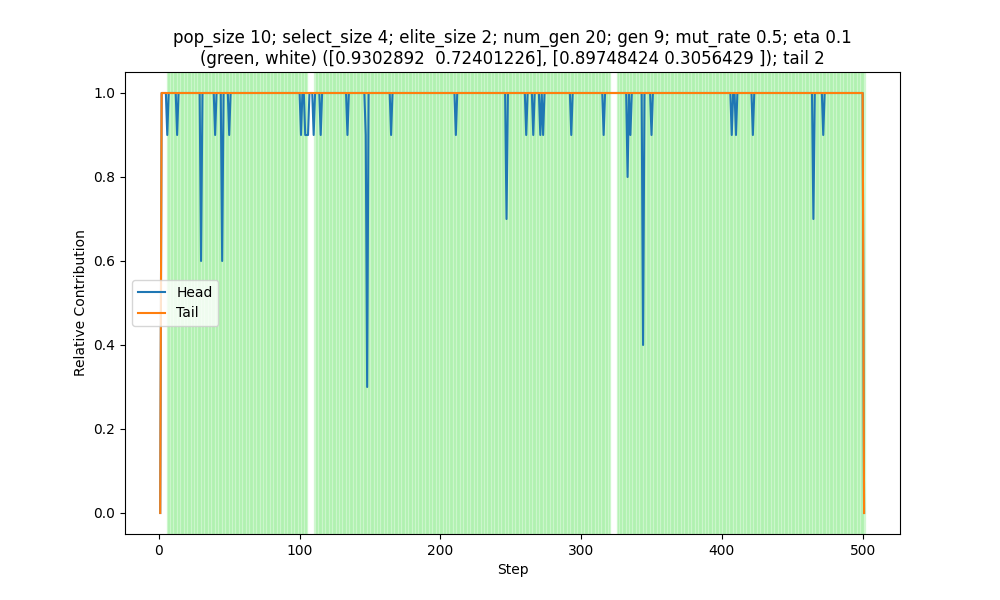 pop_size 10; select_size 4; elite_size 2; num_gen 20; gen 9; mut_rate 0.5; eta 0.1
(green, white) ([0.9302892  0.72401226], [0.89748424 0.3056429 ]); tail 2
1.0
0.8
0.6
0.4
0.2
0.0
Relative Contribution
Head
Tail
0
100
200
300
400
500
Step